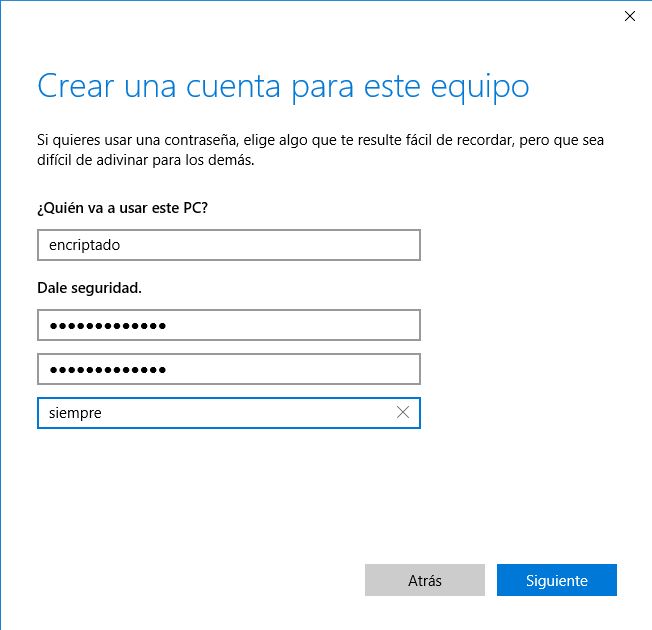 Crear una cuenta para este equipo
Si quieres usar una contraseña, elige algo que te resulte fácil de recordar, pero que sea
difícil de adivinar para los demás.
¿Quién va a usar este PC?
encriptado
Dale seguridad.
●●●●●●●●●●●●●
●●●●●●●●●●●●●
siempre
Atrás
Siguiente